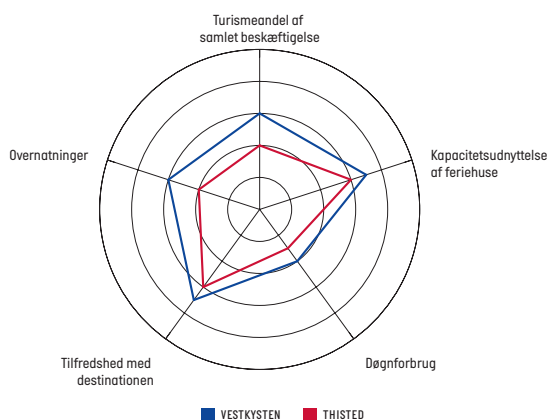 Turismeandel af
samlet beskæftigelse
Overnatninger
Kapacitetsudnyttelse
af feriehuse
Tilfredshed med
destinationen
Døgnforbrug
VESTKYSTEN
THISTED